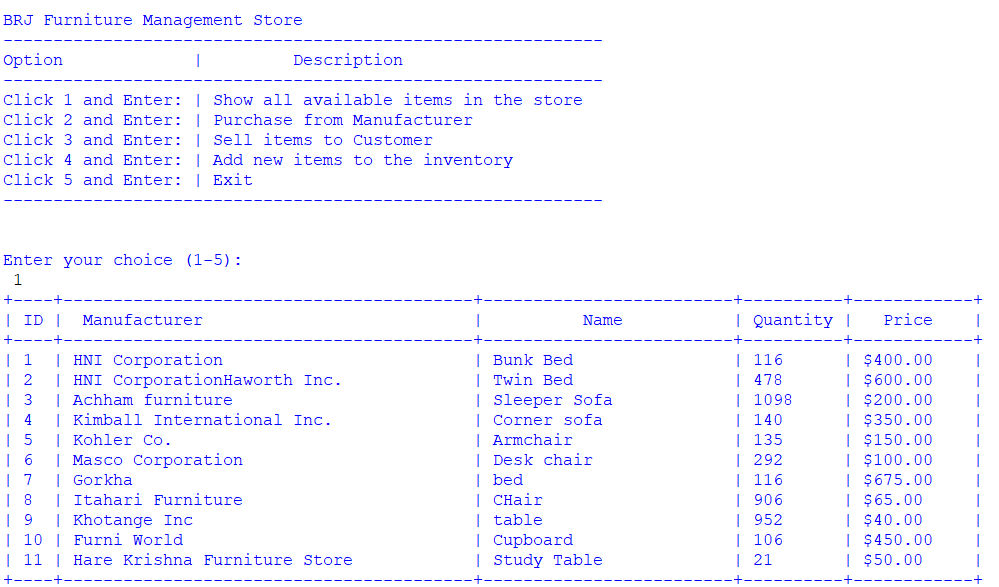 BRJ Furniture Management Store
------------------------------------------------------------
Option             |         Description
------------------------------------------------------------
Click 1 and Enter: | Show all available items in the store
Click 2 and Enter: | Purchase from Manufacturer
Click 3 and Enter: | Sell items to Customer
Click 4 and Enter: | Add new items to the inventory
Click 5 and Enter: | Exit
------------------------------------------------------------
Enter your choice (1-5):
1
+----+-----------------------------------------+-------------------------+----------+------------+
| ID |  Manufacturer                           |          Name           | Quantity |   Price    |
+----+-----------------------------------------+-------------------------+----------+------------+
| 1  | HNI Corporation                         | Bunk Bed                | 116      | $400.00    |
| 2  | HNI CorporationHaworth Inc.             | Twin Bed                | 478      | $600.00    |
| 3  | Achham furniture                        | Sleeper Sofa            | 1098     | $200.00    |
| 4  | Kimball International Inc.              | Corner sofa             | 140      | $350.00    |
| 5  | Kohler Co.                              | Armchair                | 135      | $150.00    |
| 6  | Masco Corporation                       | Desk chair              | 292      | $100.00    |
| 7  | Gorkha                                  | bed                     | 116      | $675.00    |
| 8  | Itahari Furniture                       | CHair                   | 906      | $65.00     |
| 9  | Khotange Inc                            | table                   | 952      | $40.00     |
| 10 | Furni World                             | Cupboard                | 106      | $450.00    |
| 11 | Hare Krishna Furniture Store            | Study Table             | 21       | $50.00     |
+----+-----------------------------------------+-------------------------+----------+------------+